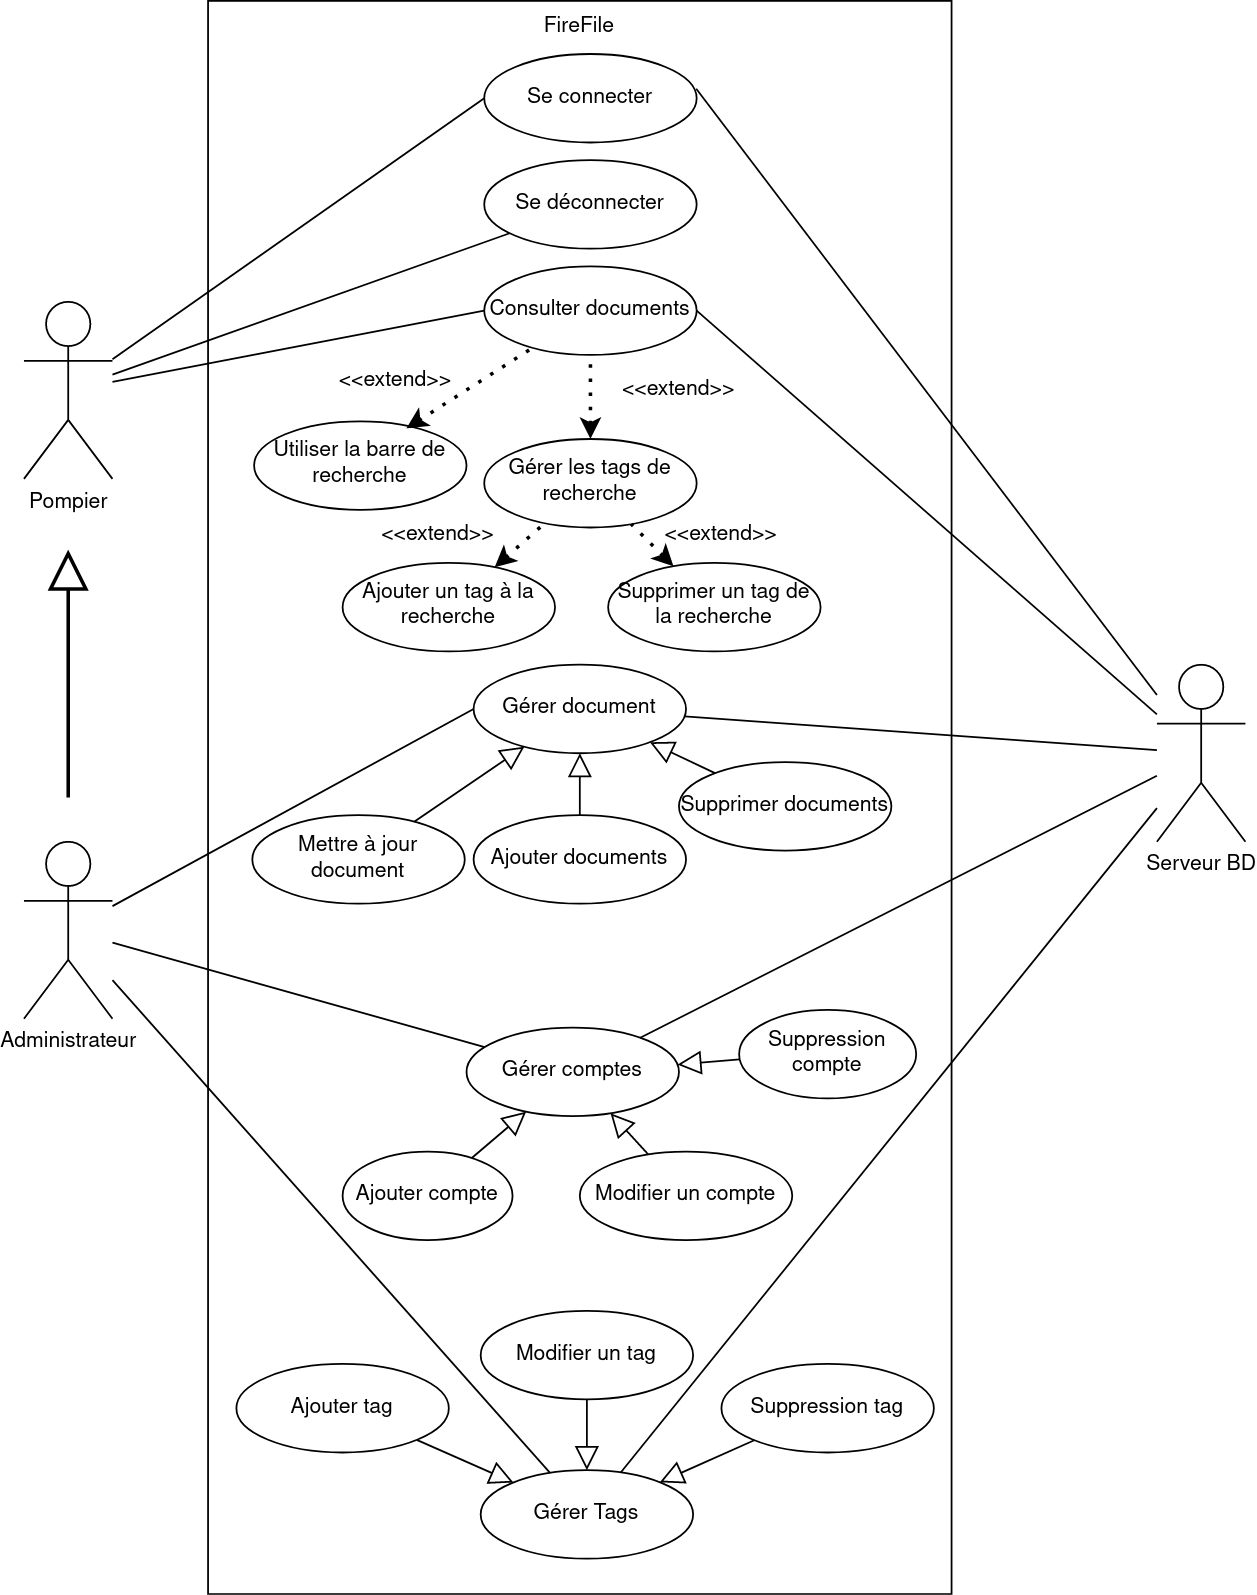 FireFile
Se connecter
Se déconnecter
Consulter documents
<<extend>>
<<extend>>
Utiliser la barre de
recherche
Gérer les tags de
recherche
Pompier
<<extend>>
<<extend>>
Ajouter un tag à la
recherche
Supprimer un tag de
la recherche
Gérer document
Supprimer documents
Mettre à jour
document
Ajouter documents
Serveur BD
Administrateur
Gérer comptes
Suppression
compte
Ajouter compte
Modifier un compte
Modifier un tag
Ajouter tag
Suppression tag
Gérer Tags